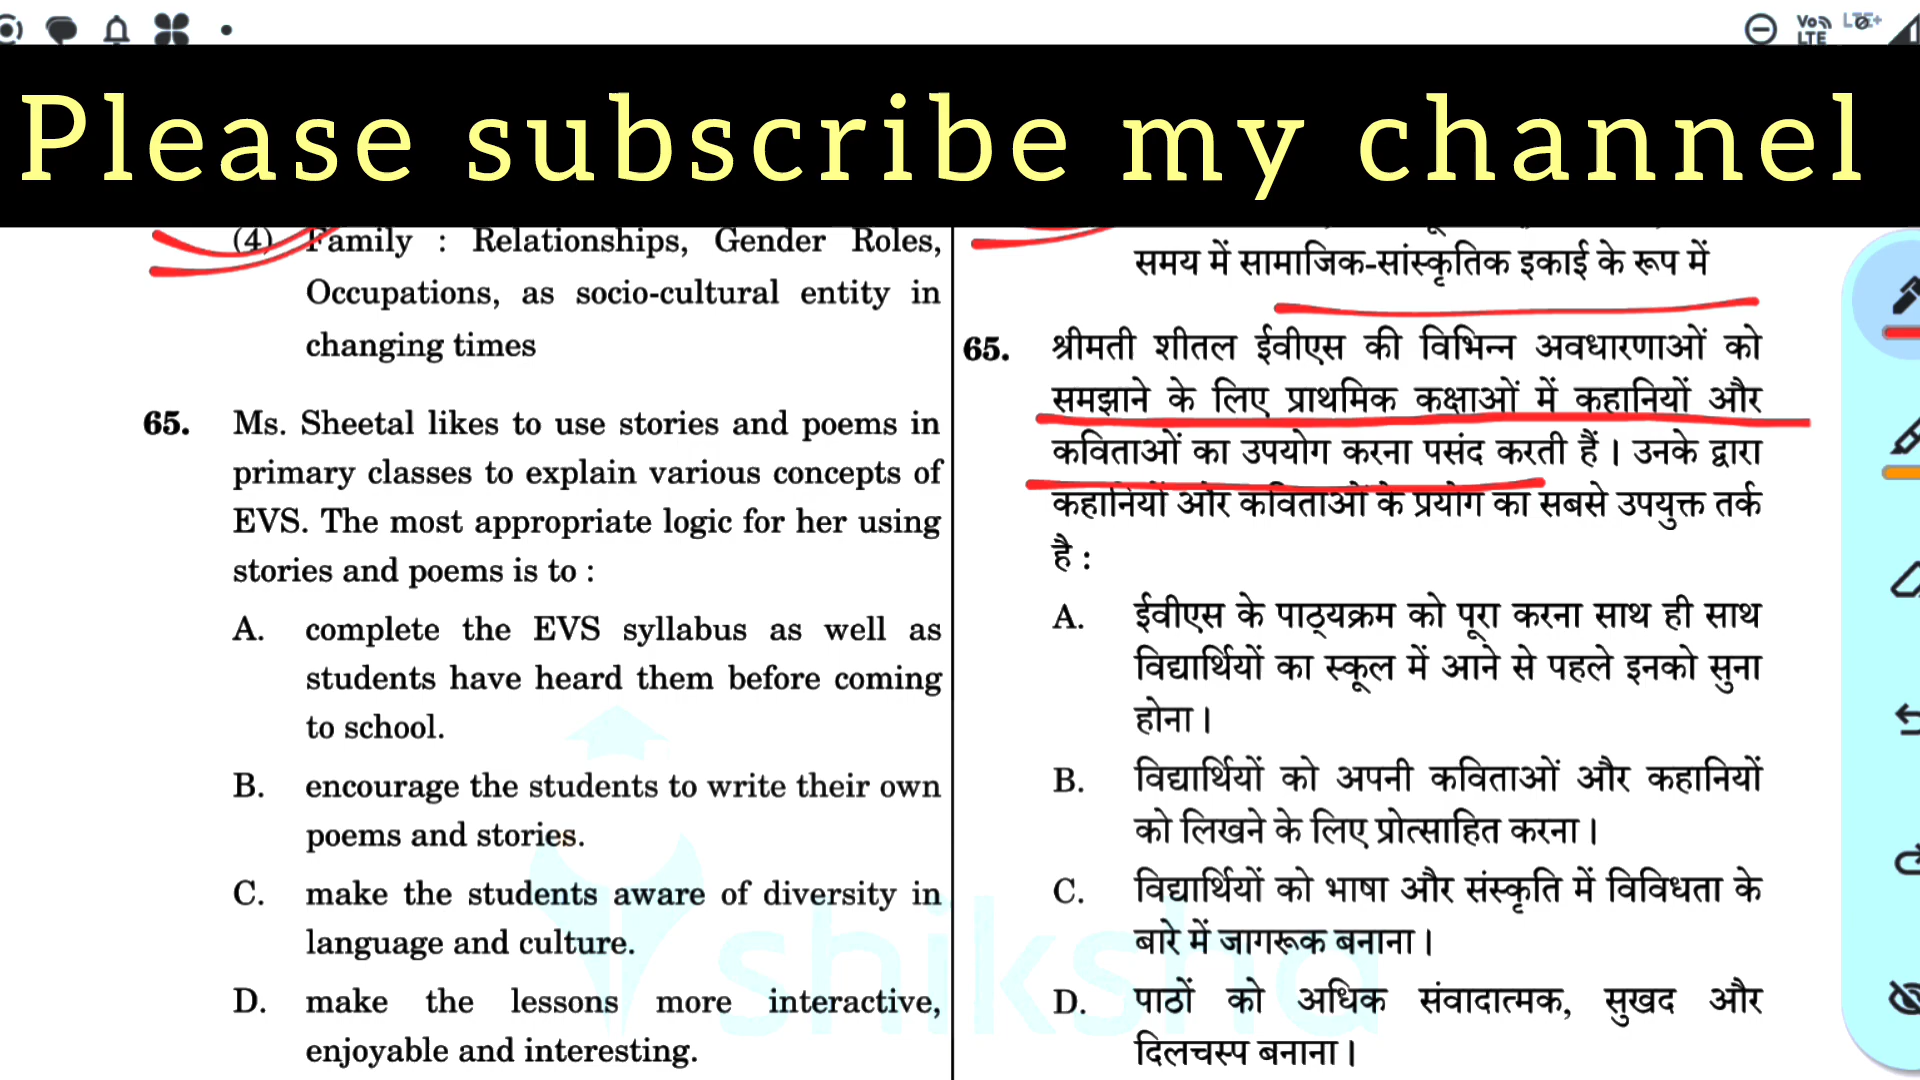 Vo LTE
LTE+
Please subscribe my channel
(4) Family : Relationships, Gender Roles,
Occupations, as socio-cultural entity in
changing times
65. Ms. Sheetal likes to use stories and poems in
primary classes to explain various concepts of
EVS. The most appropriate logic for her using
stories and poems is to :
A. complete the EVS syllabus as well as
students have heard them before coming
to school.
B. encourage the students to write their own
poems and stories.
C. make the students aware of diversity in
language and culture.
D. make the lessons more interactive,
enjoyable and interesting.
समय में सामाजिक-सांस्कृतिक इकाई के रूप में
65. श्रीमती शीतल ईवीएस की विभिन्न अवधारणाओं को
समझाने के लिए प्राथमिक कक्षाओं में कहानियों और
कविताओं का उपयोग करना पसंद करती हैं । उनके द्वारा
कहानियों और कविताओं के प्रयोग का सबसे उपयुक्त तर्क
है :
A. ईवीएस के पाठ्यक्रम को पूरा करना साथ ही साथ
विद्यार्थियों का स्कूल में आने से पहले इनको सुना
होना ।
B. विद्यार्थियों को अपनी कविताओं और कहानियों
को लिखने के लिए प्रोत्साहित करना ।
C. विद्यार्थियों को भाषा और संस्कृति में विविधता के
बारे में जागरूक बनाना ।
D. पाठों को अधिक संवादात्मक, सुखद और
दिलचस्प बनाना ।
shiksha